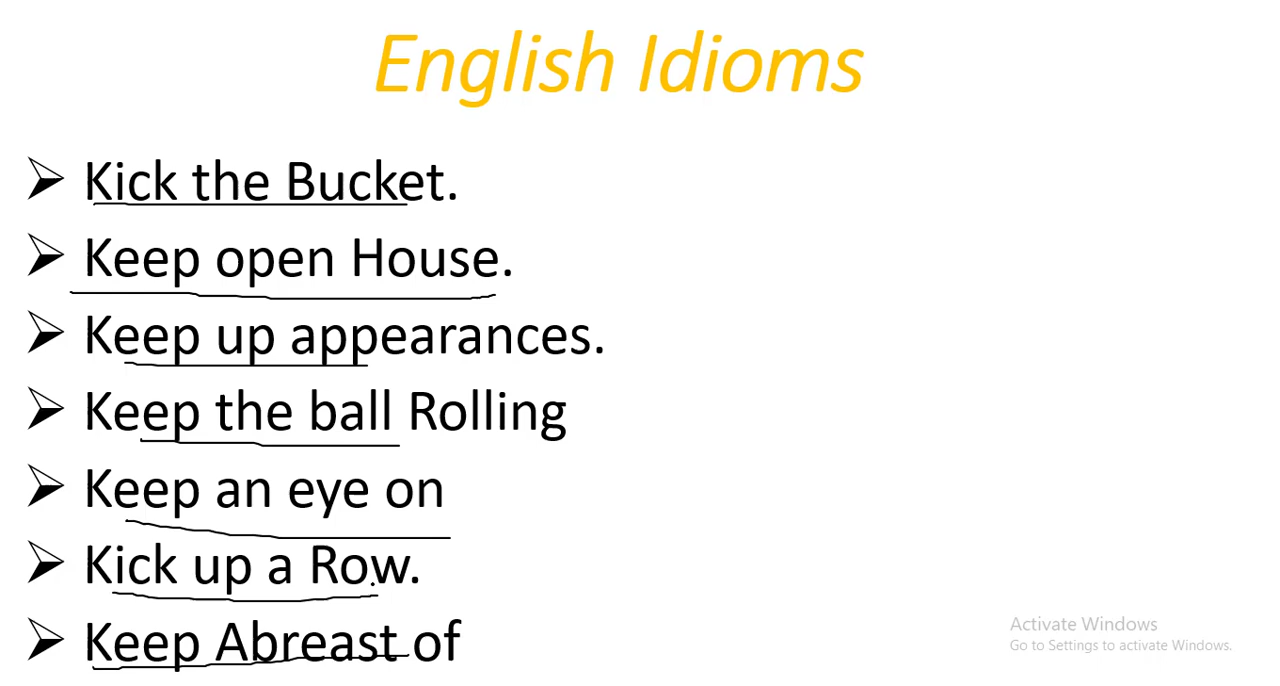 English Idioms
Kick the Bucket.
Keep open House.
Keep up appearances.
Keep the ball Rolling
Keep an eye on
Kick up a Row.
Keep Abreast of
Activate Windows
Go to Settings to activate Windows.